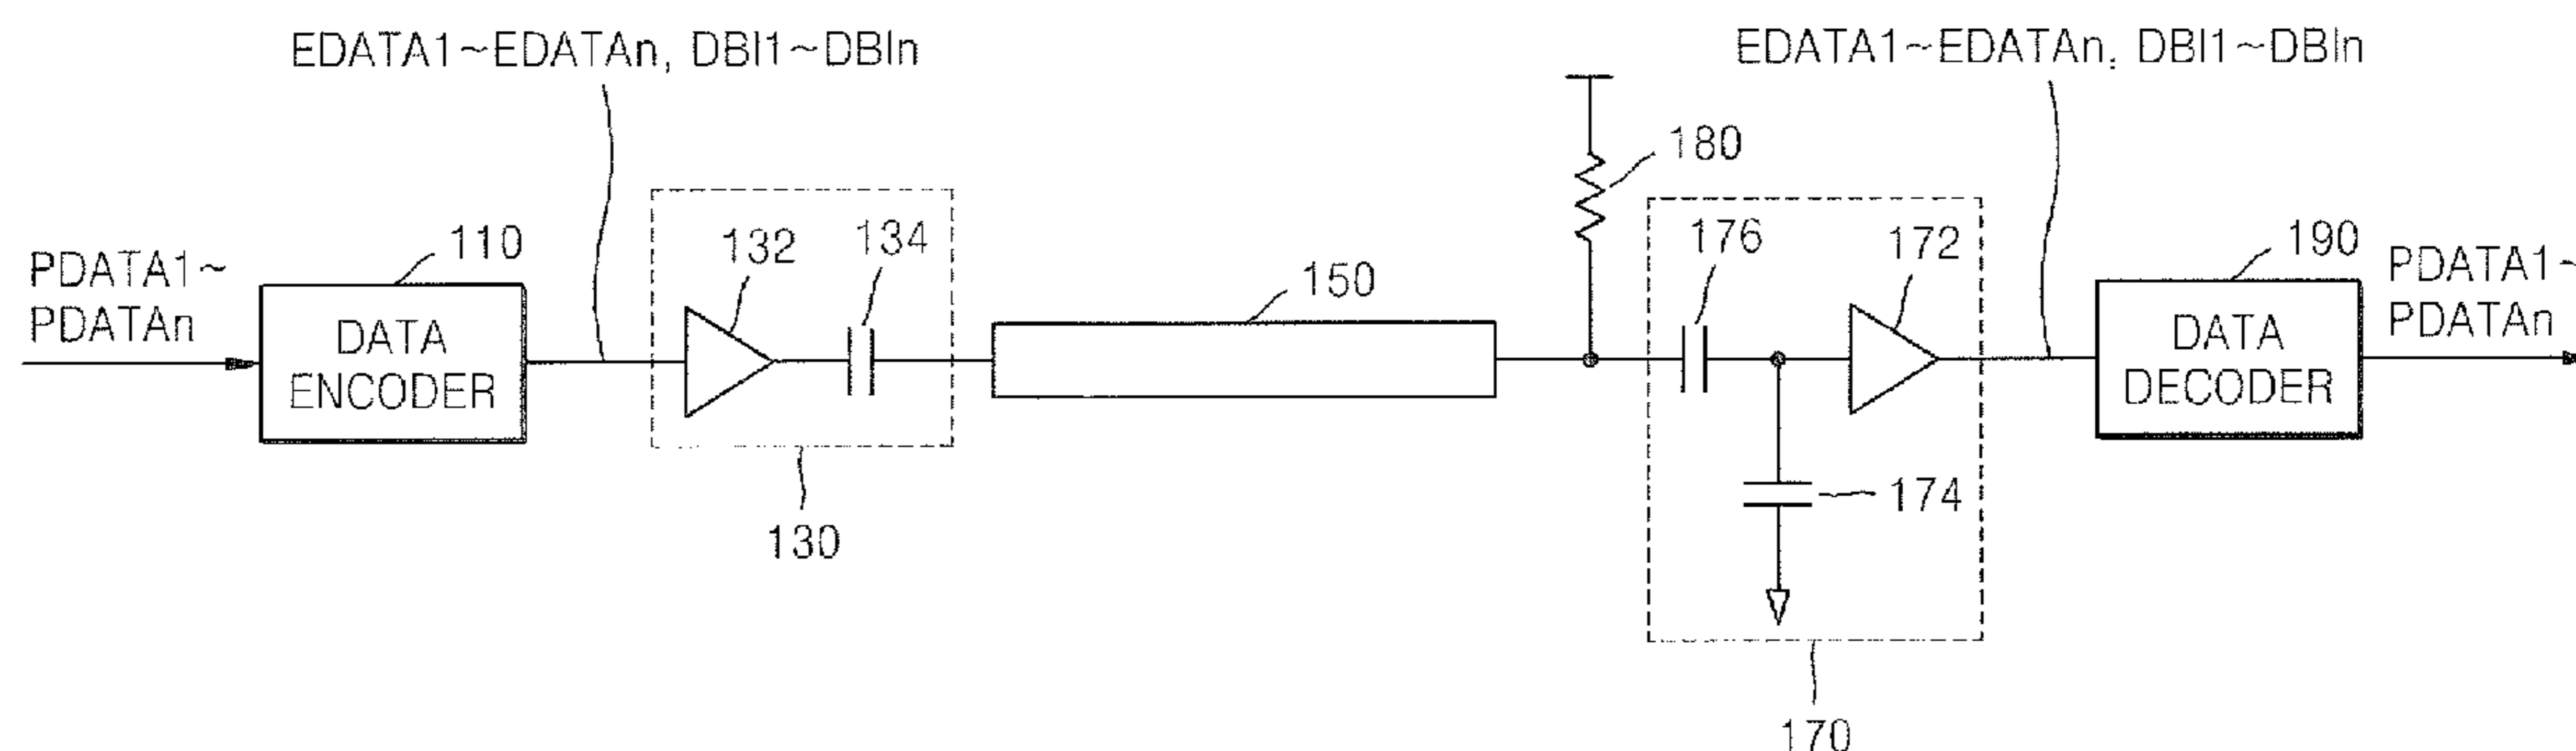 EDATA1~EDATAn, DBI1~DBIn
EDATA1~EDATAn, DBI1~DBIn
180
110
132
134
176
172
190
PDATA1~
PDATAn
150
PDATA1~
PDATAn
DATA
ENCODER
DATA
DECODER
174
130
170